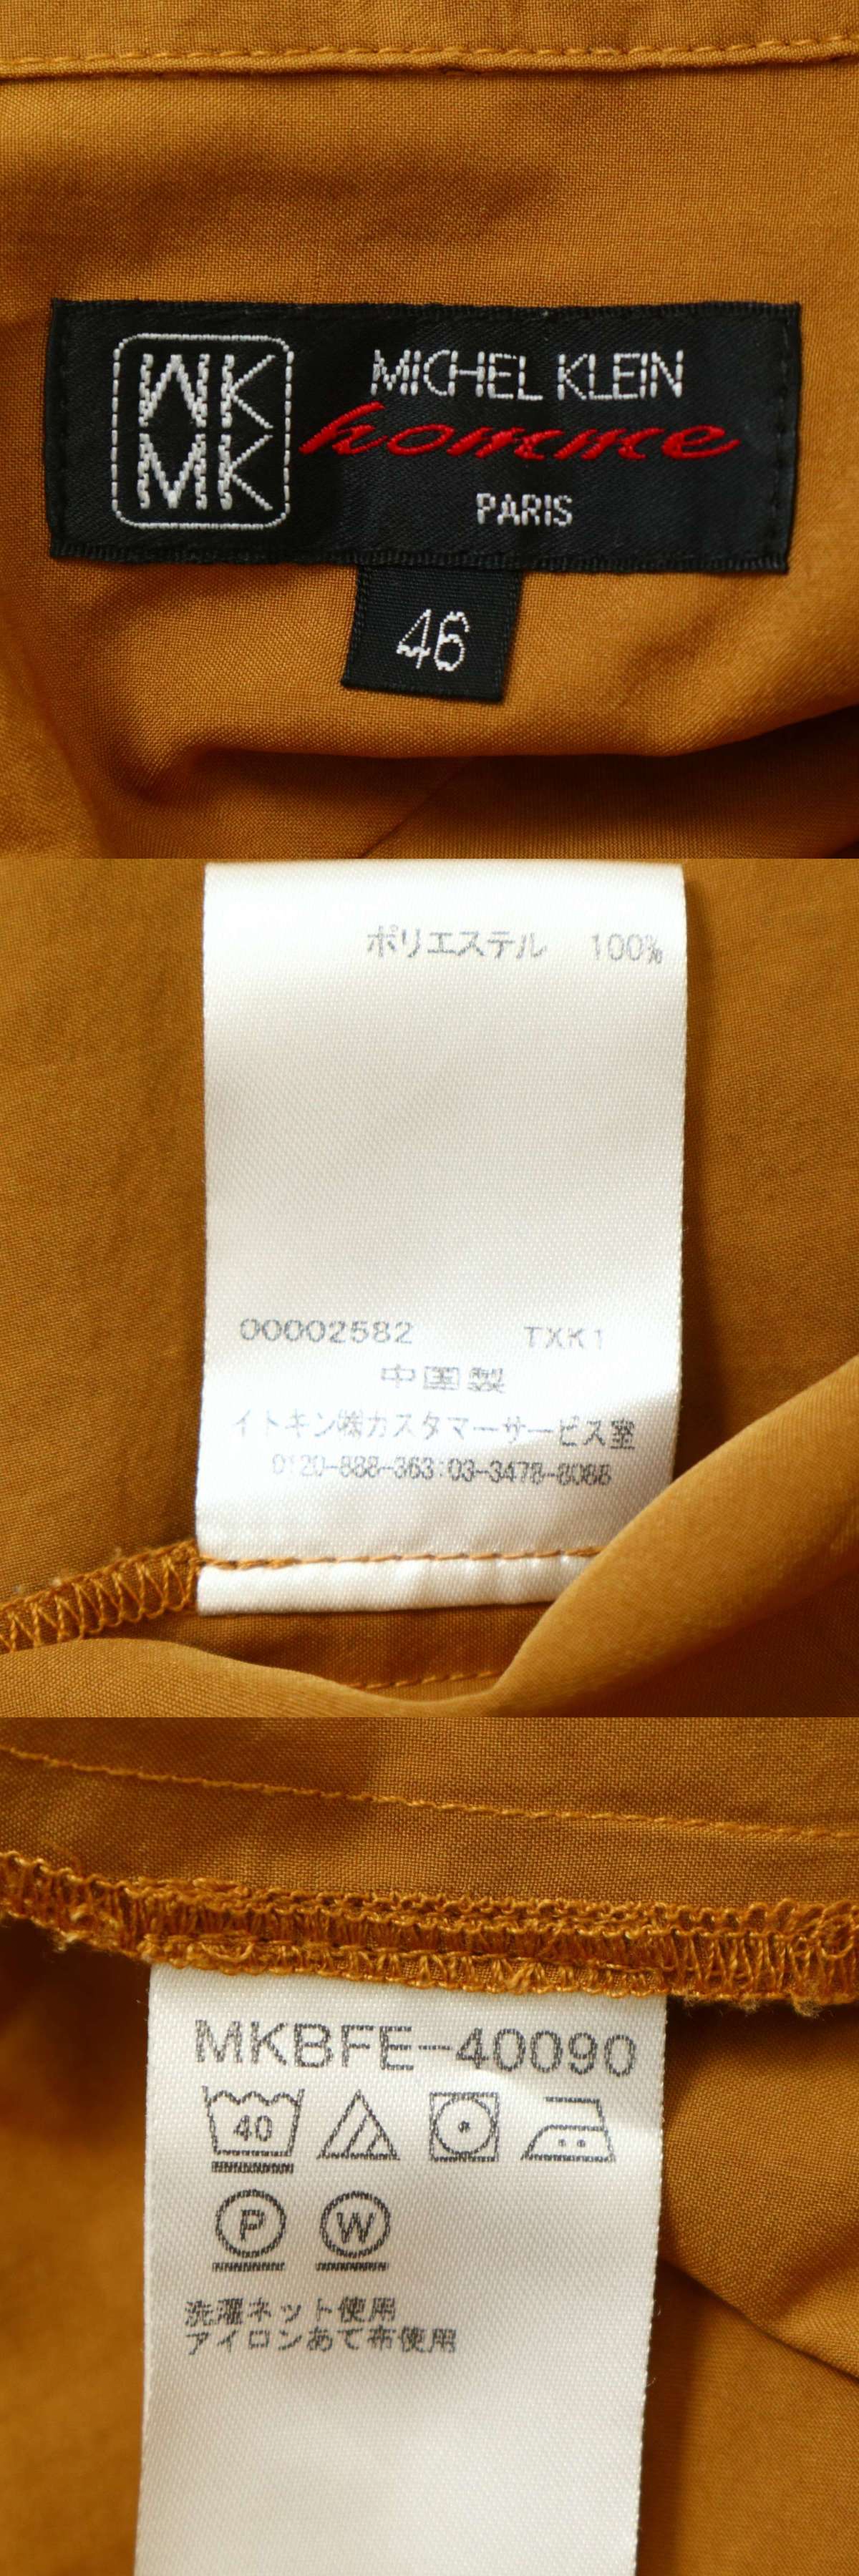 MK
MK
MICHEL KLEIN
homme
PARIS
46
ポリエステル 100%
00002582 TXK1
中国製
イトキン㈱カスタマーサービス室
0120-888-363:03-3478-8088
MKBFE-40090
40
P W
洗濯ネット使用
アイロンあて布使用